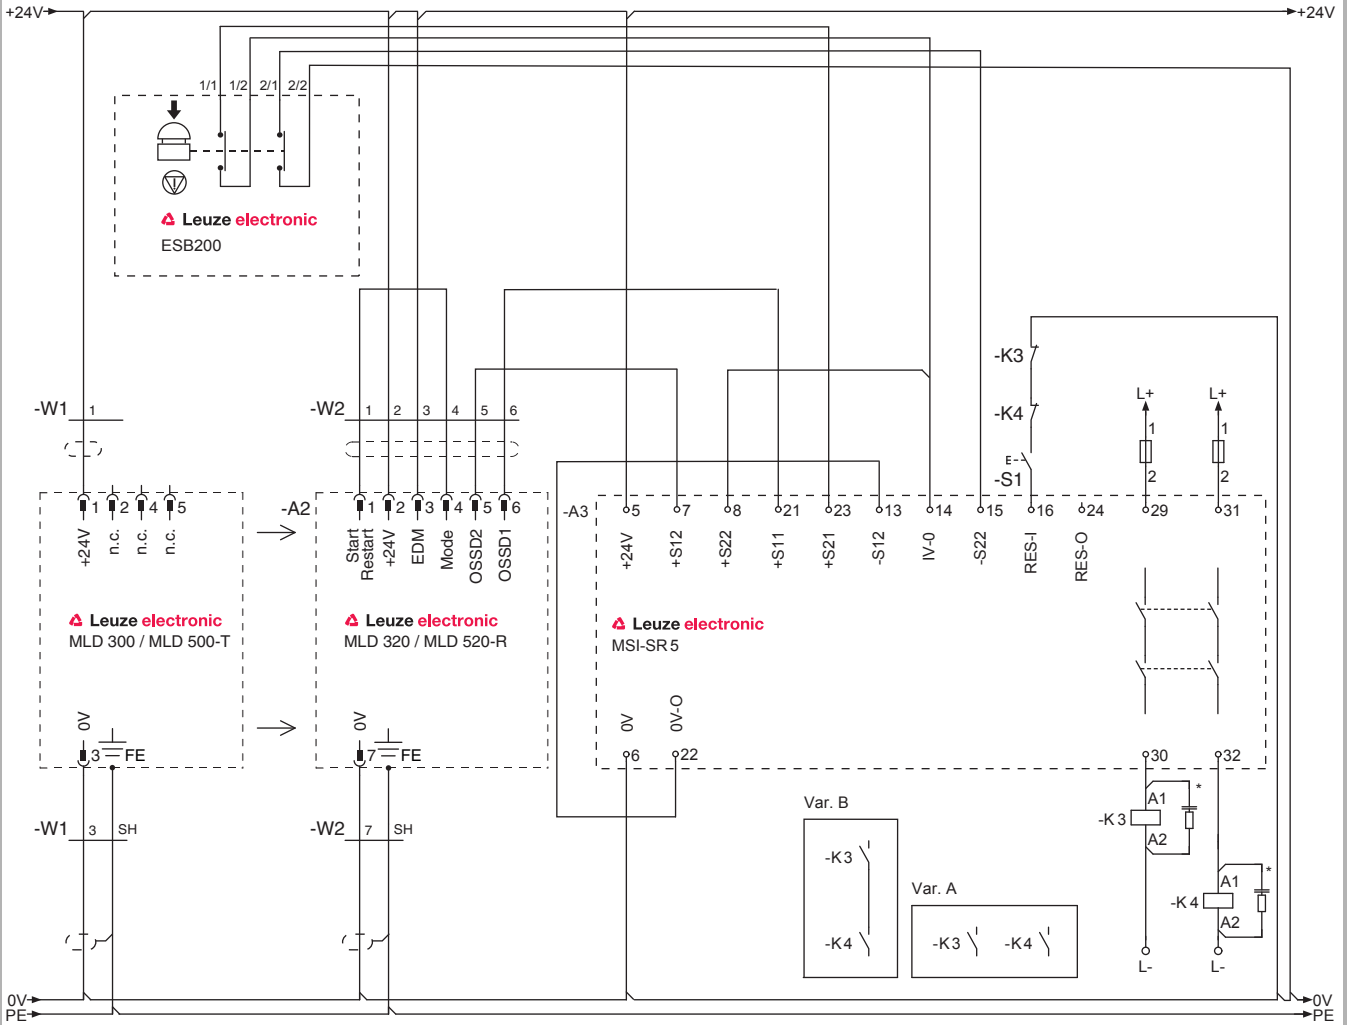 +24V
+24V
1/1 1/2 2/1 2/2
Leuze electronic
ESB200
-W1 1
-W2 1 2 3 4 5 6
-K3
-K4
E
-S1
L+ L+
1 1
2 2
1 2 4 5
+24V n.c. n.c. n.c.
Leuze electronic
MLD 300 / MLD 500-T
0V
3 FE
-A2 1 2 3 4 5 6
Start Restart +24V EDM Mode OSSD2 OSSD1
Leuze electronic
MLD 320 / MLD 520-R
0V
7 FE
-A3 5 7 8 21 23 13 14 15 16 24 29 31
+24V +S12 +S22 +S11 +S21 -S12 IV-0 -S22 RES-I RES-O
Leuze electronic
MSI-SR5
0V 0V-O
6 22 30 32
-W1 3 SH
-W2 7 SH
Var. B
-K3
-K4
Var. A
-K3 -K4
A1 *
-K3
A2
A1 *
-K4
A2
L- L-
0V 0V
PE PE